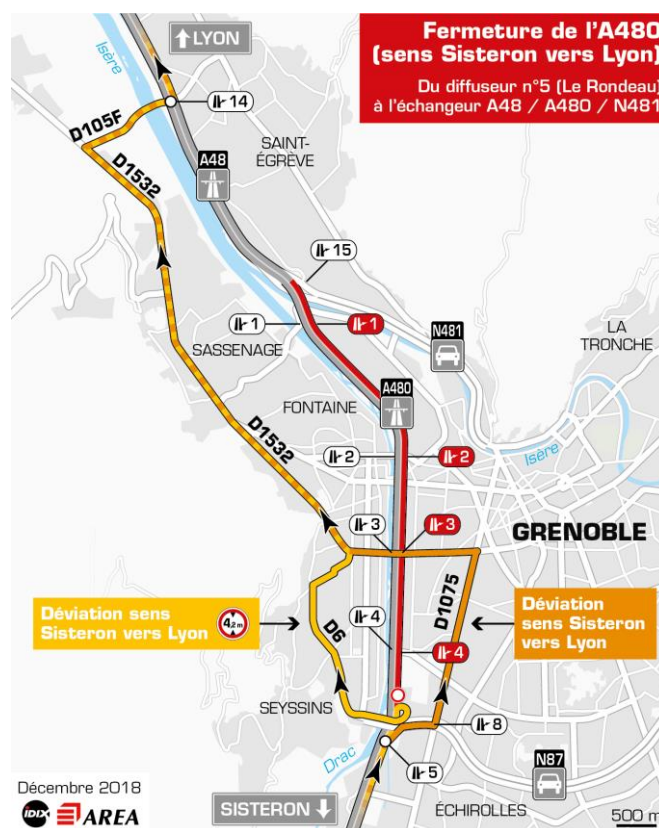 Fermeture de l'A480
(sens Sisteron vers Lyon)
Du diffuseur n°5 (Le Rondeau)
à l'échangeur A48 / A480 / N481
Isère
↑ LYON
14
D105F
SAINT-
ÉGRÈVE
D1532
A48
15
1
1
N481
LA
TRONCHE
SASSENAGE
A480
FONTAINE
D1532
2
2
Isère
3
3
GRENOBLE
Déviation sens
Sisteron vers Lyon
4,2m
D6
4
D1075
Déviation
sens Sisteron
vers Lyon
4
SEYSSINS
8
Drac
5
N87
Décembre 2018
idix AREA
SISTERON ↓
ÉCHIROLLES
500 m